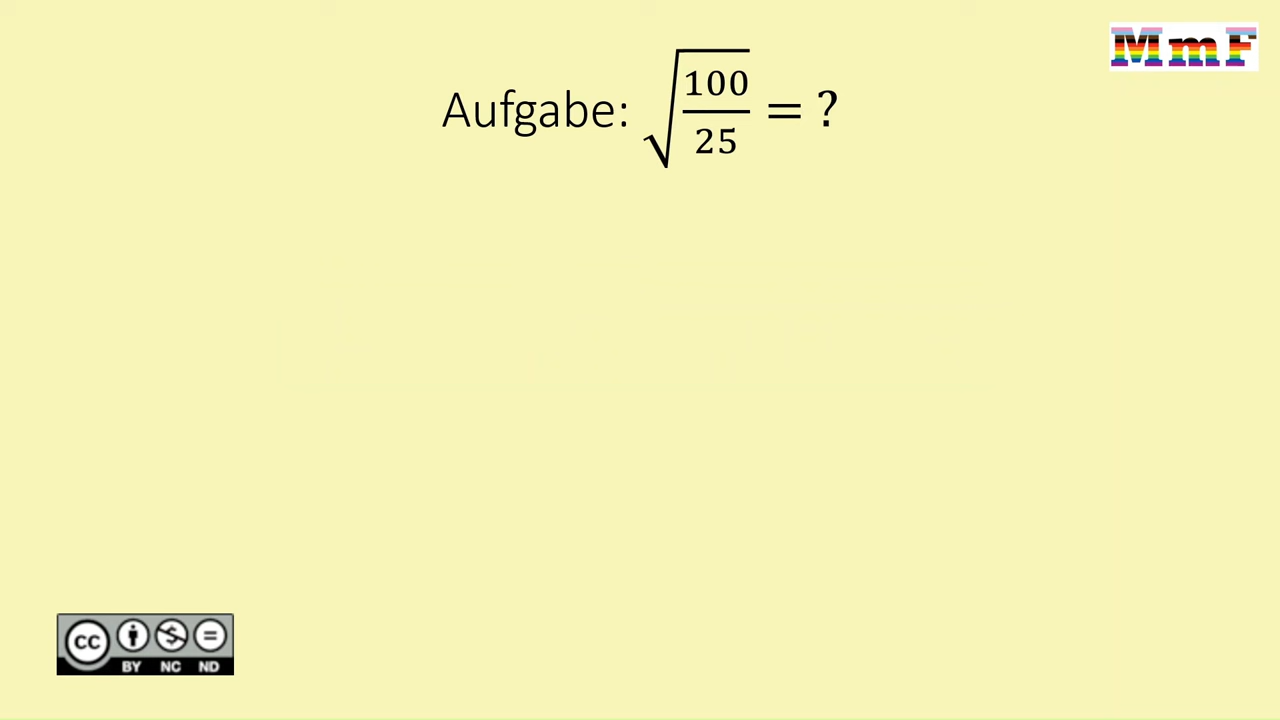 MmF
Aufgabe: √(100/25) = ?
cc BY NC ND